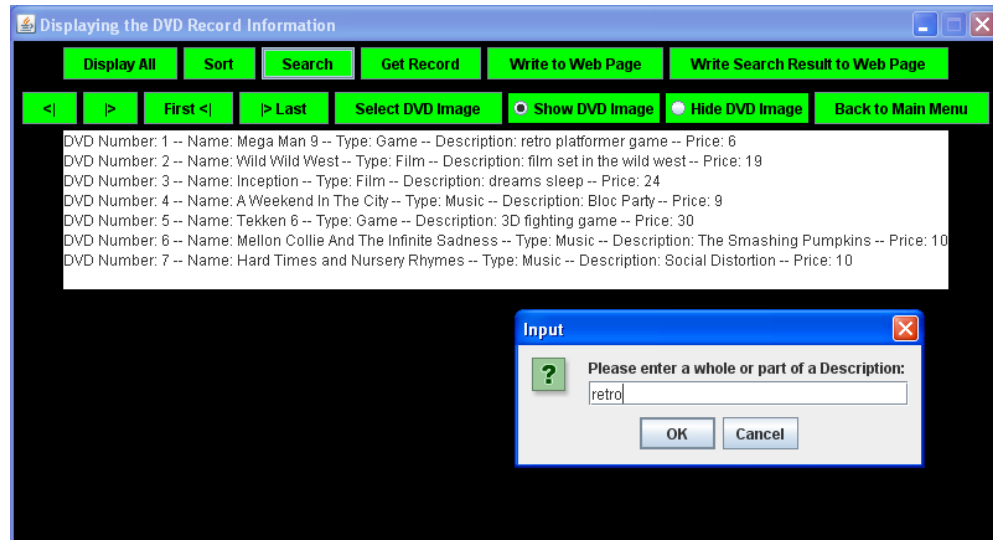 Displaying the DVD Record Information
Display All Sort Search Get Record Write to Web Page Write Search Result to Web Page
<| |> First <| |> Last Select DVD Image Show DVD Image Hide DVD Image Back to Main Menu
DVD Number: 1 -- Name: Mega Man 9 -- Type: Game -- Description: retro platformer game -- Price: 6
DVD Number: 2 -- Name: Wild Wild West -- Type: Film -- Description: film set in the wild west -- Price: 19
DVD Number: 3 -- Name: Inception -- Type: Film -- Description: dreams sleep -- Price: 24
DVD Number: 4 -- Name: A Weekend In The City -- Type: Music -- Description: Bloc Party -- Price: 9
DVD Number: 5 -- Name: Tekken 6 -- Type: Game -- Description: 3D fighting game -- Price: 30
DVD Number: 6 -- Name: Mellon Collie And The Infinite Sadness -- Type: Music -- Description: The Smashing Pumpkins -- Price: 10
DVD Number: 7 -- Name: Hard Times and Nursery Rhymes -- Type: Music -- Description: Social Distortion -- Price: 10
Input
?
Please enter a whole or part of a Description:
retro
OK Cancel